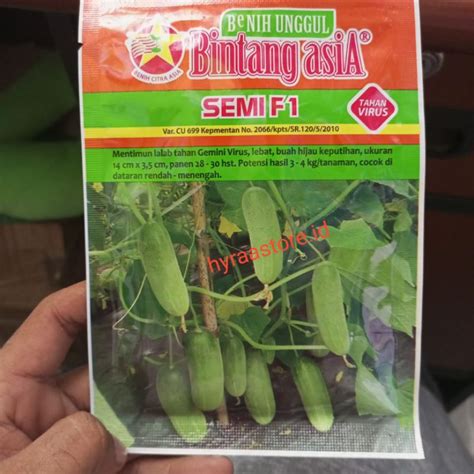 BeNIH UNGGUL
Bintang asiA®
BENIH CITRA ASIA
SEMI F1
TAHAN
VIRUS
Var. CU 699 Kepmentan No. 2066/kpts/SR.120/5/2010
Mentimun lalab tahan Gemini Virus, lebat, buah hijau keputihan, ukuran
14 cm x 3,5 cm, panen 28 - 30 hst. Potensi hasil 3 - 4 kg/tanaman, cocok di
dataran rendah - menengah.
hyraastore.id